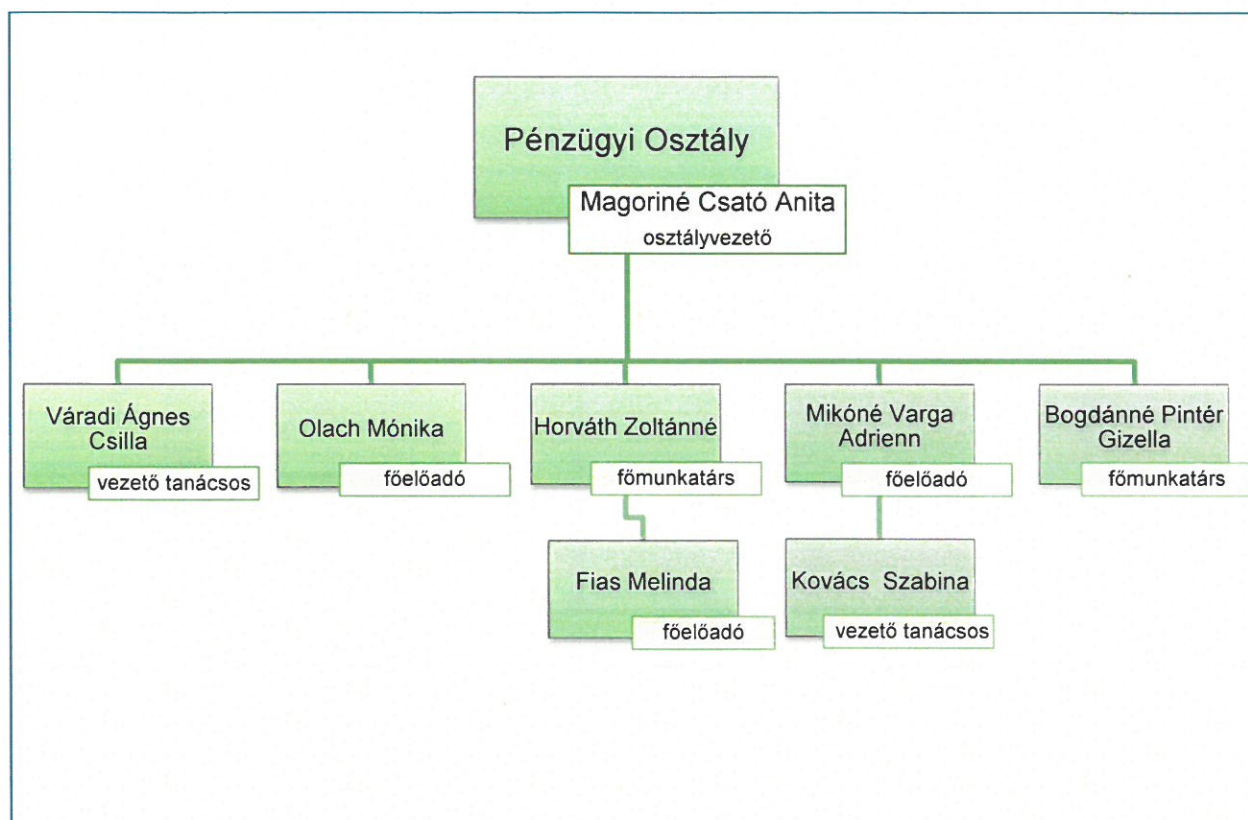 Pénzügyi Osztály
Magoriné Csató Anita
osztályvezető
Váradi Ágnes
Csilla
vezető tanácsos
Olach Mónika
főelőadó
Horváth Zoltánné
főmunkatárs
Mikóné Varga
Adrienn
főelőadó
Bogdánné Pintér
Gizella
főmunkatárs
Fias Melinda
főelőadó
Kovács Szabina
vezető tanácsos